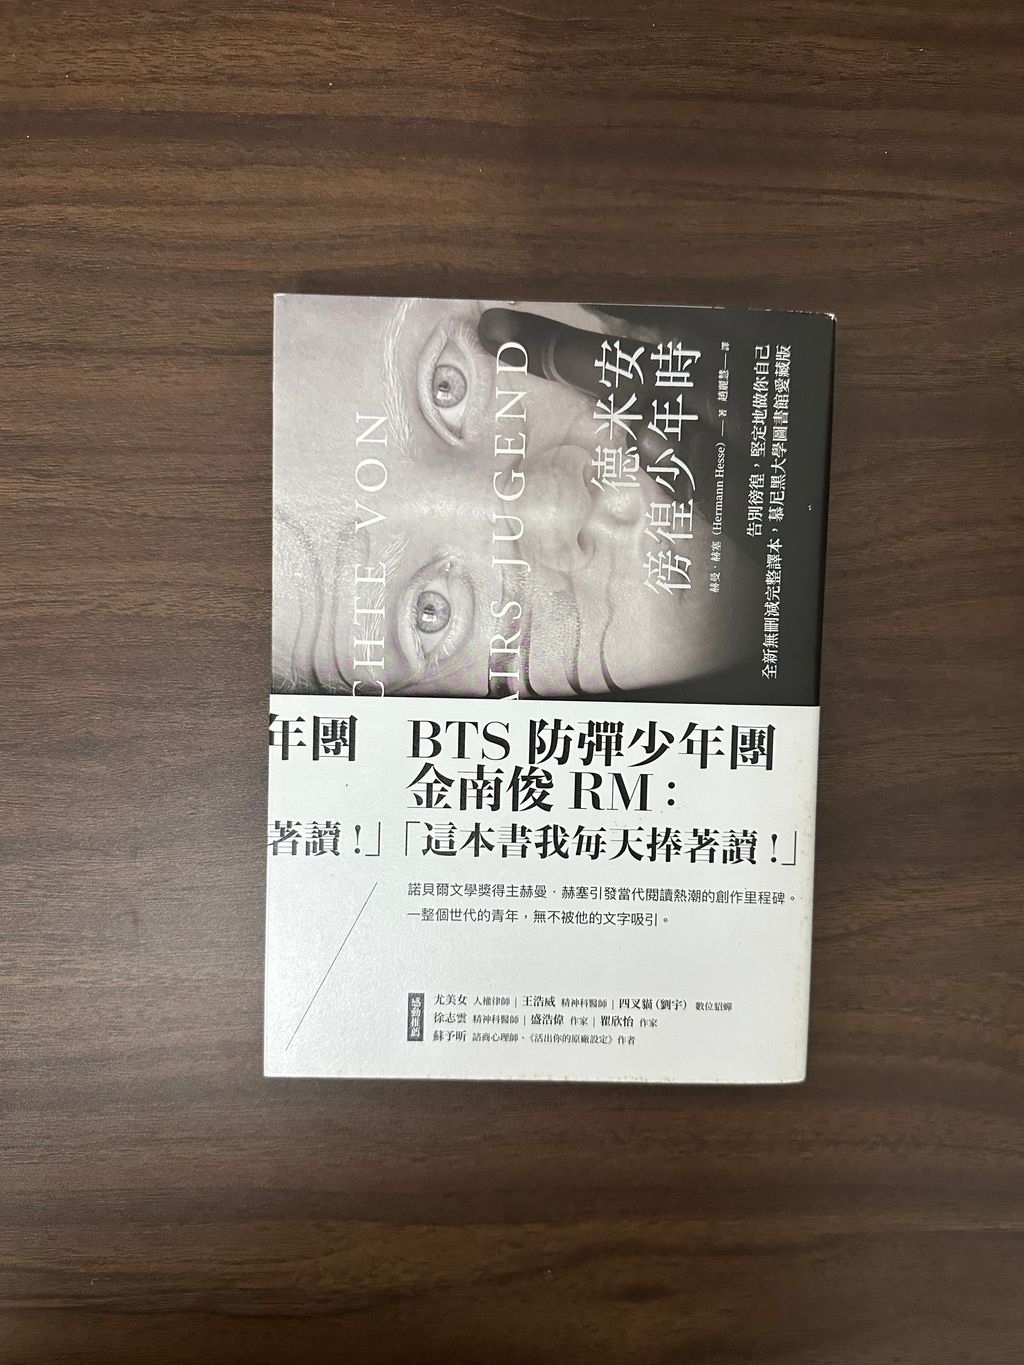 CHTE VON
AIRS JUGEND
德米安
徬徨少年時
赫曼．赫塞（Hermann Hesse）— 著 趙麗慧— 譯
告別徬徨，堅定地做你自己
全新無刪減完整譯本，慕尼黑大學圖書館愛藏版
年團
BTS 防彈少年團
金南俊 RM：
著讀！」
「這本書我每天捧著讀！」
諾貝爾文學獎得主赫曼．赫塞引發當代閱讀熱潮的創作里程碑。
一整個世代的青年，無不被他的文字吸引。
感動推薦
尤美女 人權律師｜王浩威 精神科醫師｜四叉貓（劉宇） 數位貂蟬
徐志雲 精神科醫師｜盛浩偉 作家｜瞿欣怡 作家
蘇予昕 諮商心理師、《活出你的原廠設定》作者